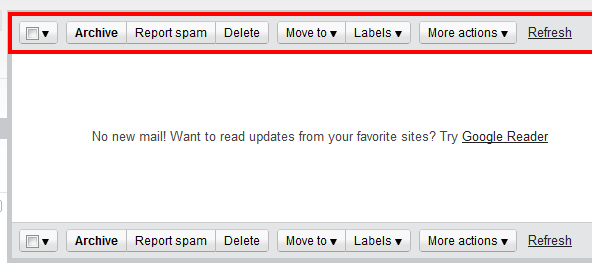 Archive Report spam Delete Move to Labels More actions Refresh
No new mail! Want to read updates from your favorite sites? Try Google Reader
Archive Report spam Delete Move to Labels More actions Refresh